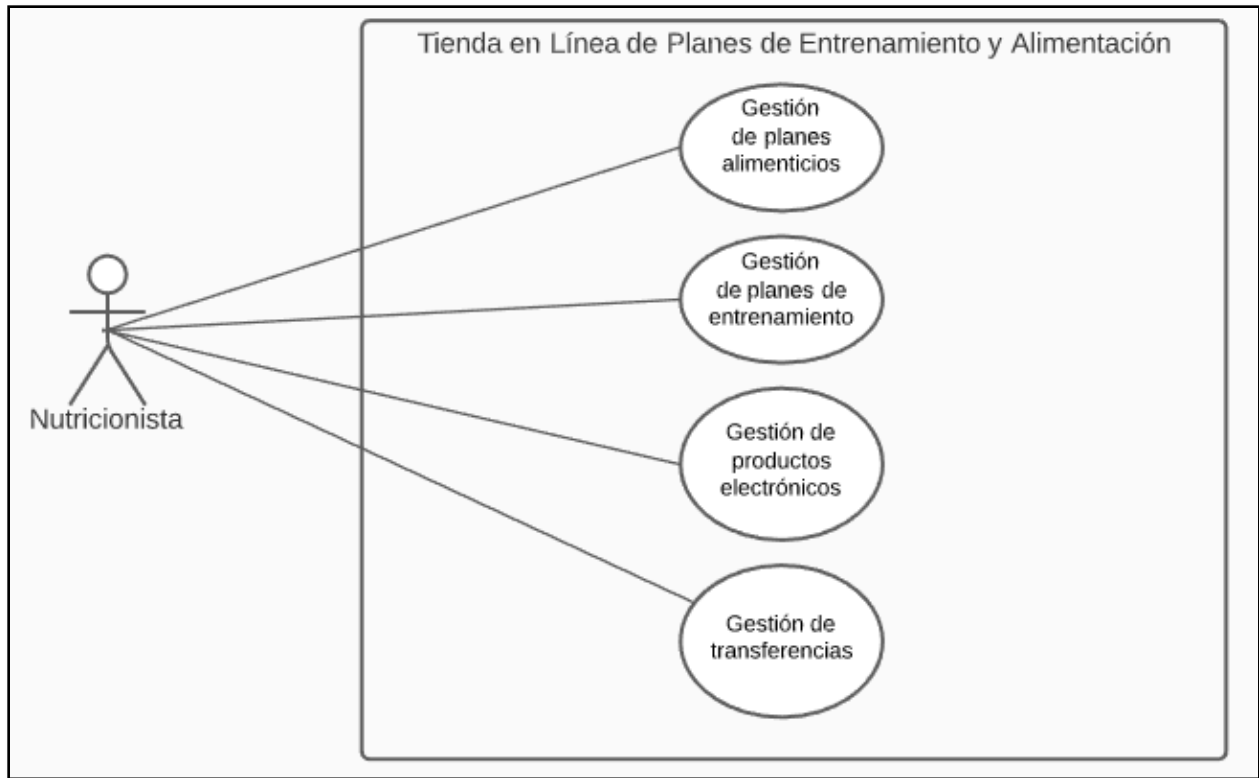 Tienda en Línea de Planes de Entrenamiento y Alimentación
Gestión
de planes
alimenticios
Gestión
de planes de
entrenamiento
Nutricionista
Gestión de
productos
electrónicos
Gestión de
transferencias